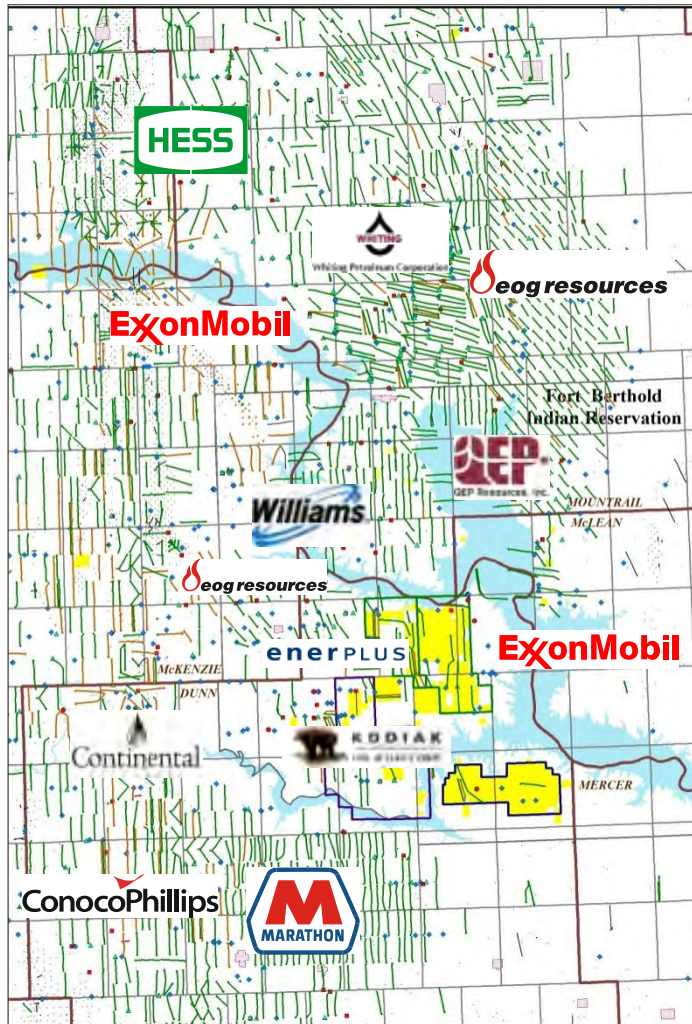 HESS
WHITING
Whiting Petroleum Corporation
eog resources
ExxonMobil
Fort Berthold
Indian Reservation
QEP
QEP Resources, Inc.
Williams
MOUNTRAIL
McLEAN
eog resources
enerPLUS
ExxonMobil
McKENZIE
DUNN
Continental
KODIAK
MERCER
ConocoPhillips
M
MARATHON